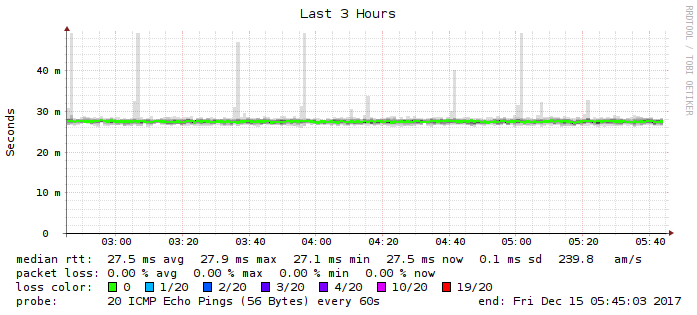 Last 3 Hours
RRDTOOL / TOBI OETIKER
Seconds
40 m
30 m
20 m
10 m
0
03:00 03:20 03:40 04:00 04:20 04:40 05:00 05:20 05:40
median rtt: 27.5 ms avg 27.9 ms max 27.1 ms min 27.5 ms now 0.1 ms sd 239.8 am/s
packet loss: 0.00 % avg 0.00 % max 0.00 % min 0.00 % now
loss color: 0 1/20 2/20 3/20 4/20 10/20 19/20
probe: 20 ICMP Echo Pings (56 Bytes) every 60s end: Fri Dec 15 05:45:03 2017